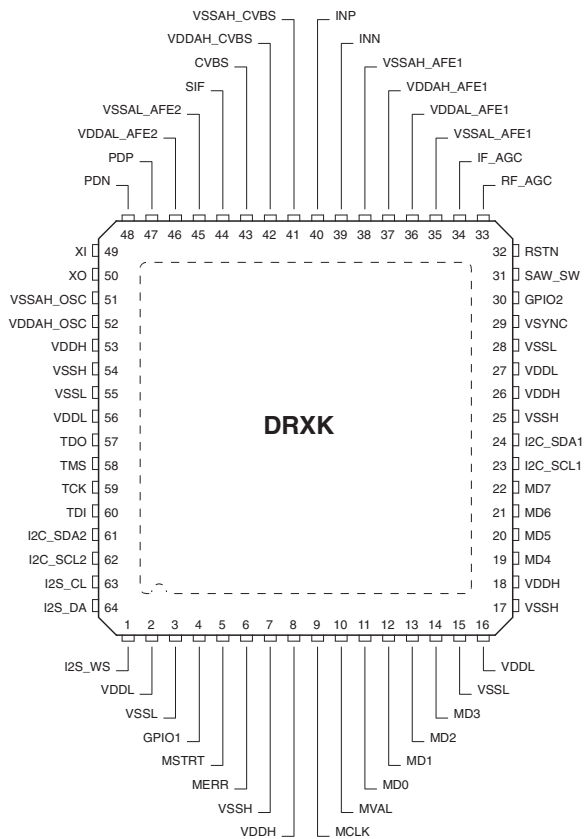 VSSAH_CVBS
INP
VDDAH_CVBS
INN
CVBS
VSSAH_AFE1
SIF
VDDAH_AFE1
VSSAL_AFE2
VDDAL_AFE1
VDDAL_AFE2
VSSAL_AFE1
PDP
IF_AGC
PDN
RF_AGC
48 47 46 45 44 43 42 41 40 39 38 37 36 35 34 33
XI 49 32 RSTN
XO 50 31 SAW_SW
VSSAH_OSC 51 30 GPIO2
VDDAH_OSC 52 29 VSYNC
VDDH 53 28 VSSL
VSSH 54 27 VDDL
VSSL 55 26 VDDH
VDDL 56 25 VSSH
DRXK
TDO 57 24 I2C_SDA1
TMS 58 23 I2C_SCL1
TCK 59 22 MD7
TDI 60 21 MD6
I2C_SDA2 61 20 MD5
I2C_SCL2 62 19 MD4
I2S_CL 63 18 VDDH
I2S_DA 64 17 VSSH
1 2 3 4 5 6 7 8 9 10 11 12 13 14 15 16
I2S_WS
VDDL
VDDL
VSSL
VSSL
MD3
GPIO1
MD2
MSTRT
MD1
MERR
MD0
VSSH
MVAL
VDDH
MCLK